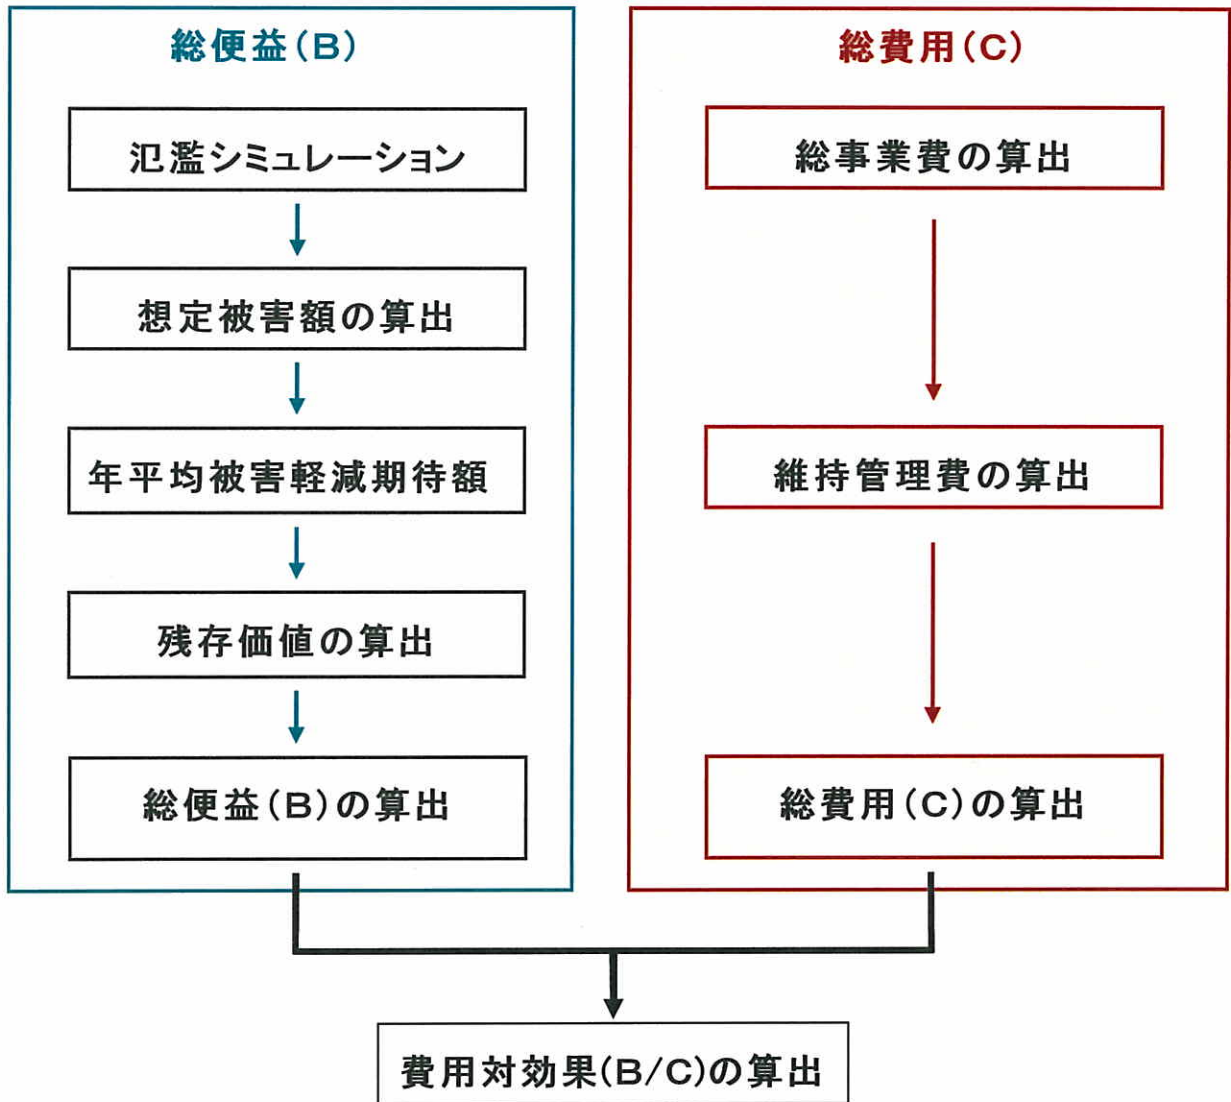 総便益(B)
氾濫シミュレーション
想定被害額の算出
年平均被害軽減期待額
残存価値の算出
総便益(B)の算出
総費用(C)
総事業費の算出
維持管理費の算出
総費用(C)の算出
費用対効果(B/C)の算出